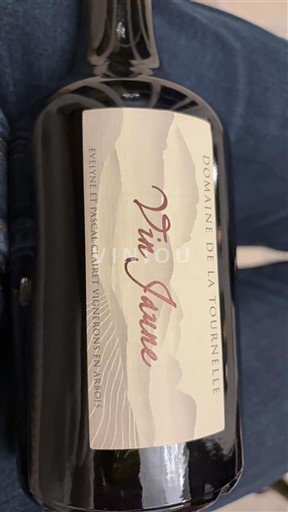 DOMAINE DE LA TOURNELLE
Vin Jaune
EVELYNE ET PASCAL CLAIRET VIGNERONS EN ARBOIS